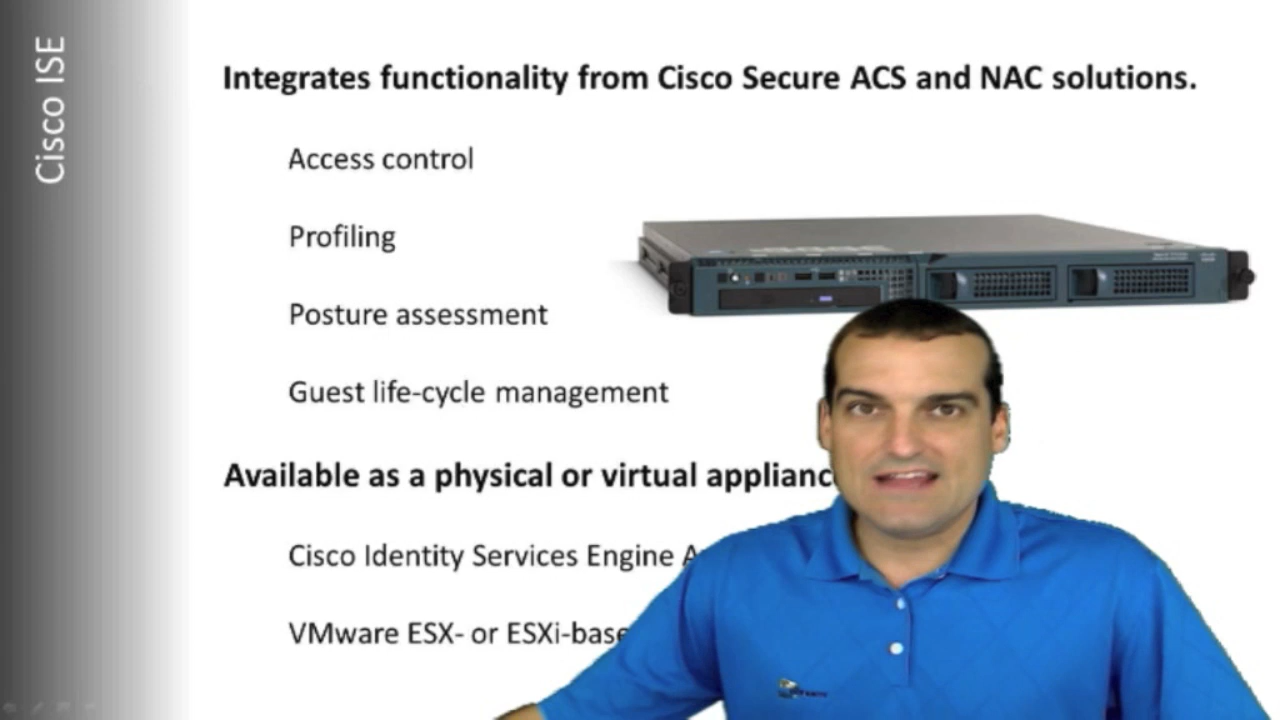 Cisco ISE
Integrates functionality from Cisco Secure ACS and NAC solutions.
Access control
Profiling
Posture assessment
Guest life-cycle management
Available as a physical or virtual applianc
Cisco Identity Services Engine A
VMware ESX- or ESXi-base